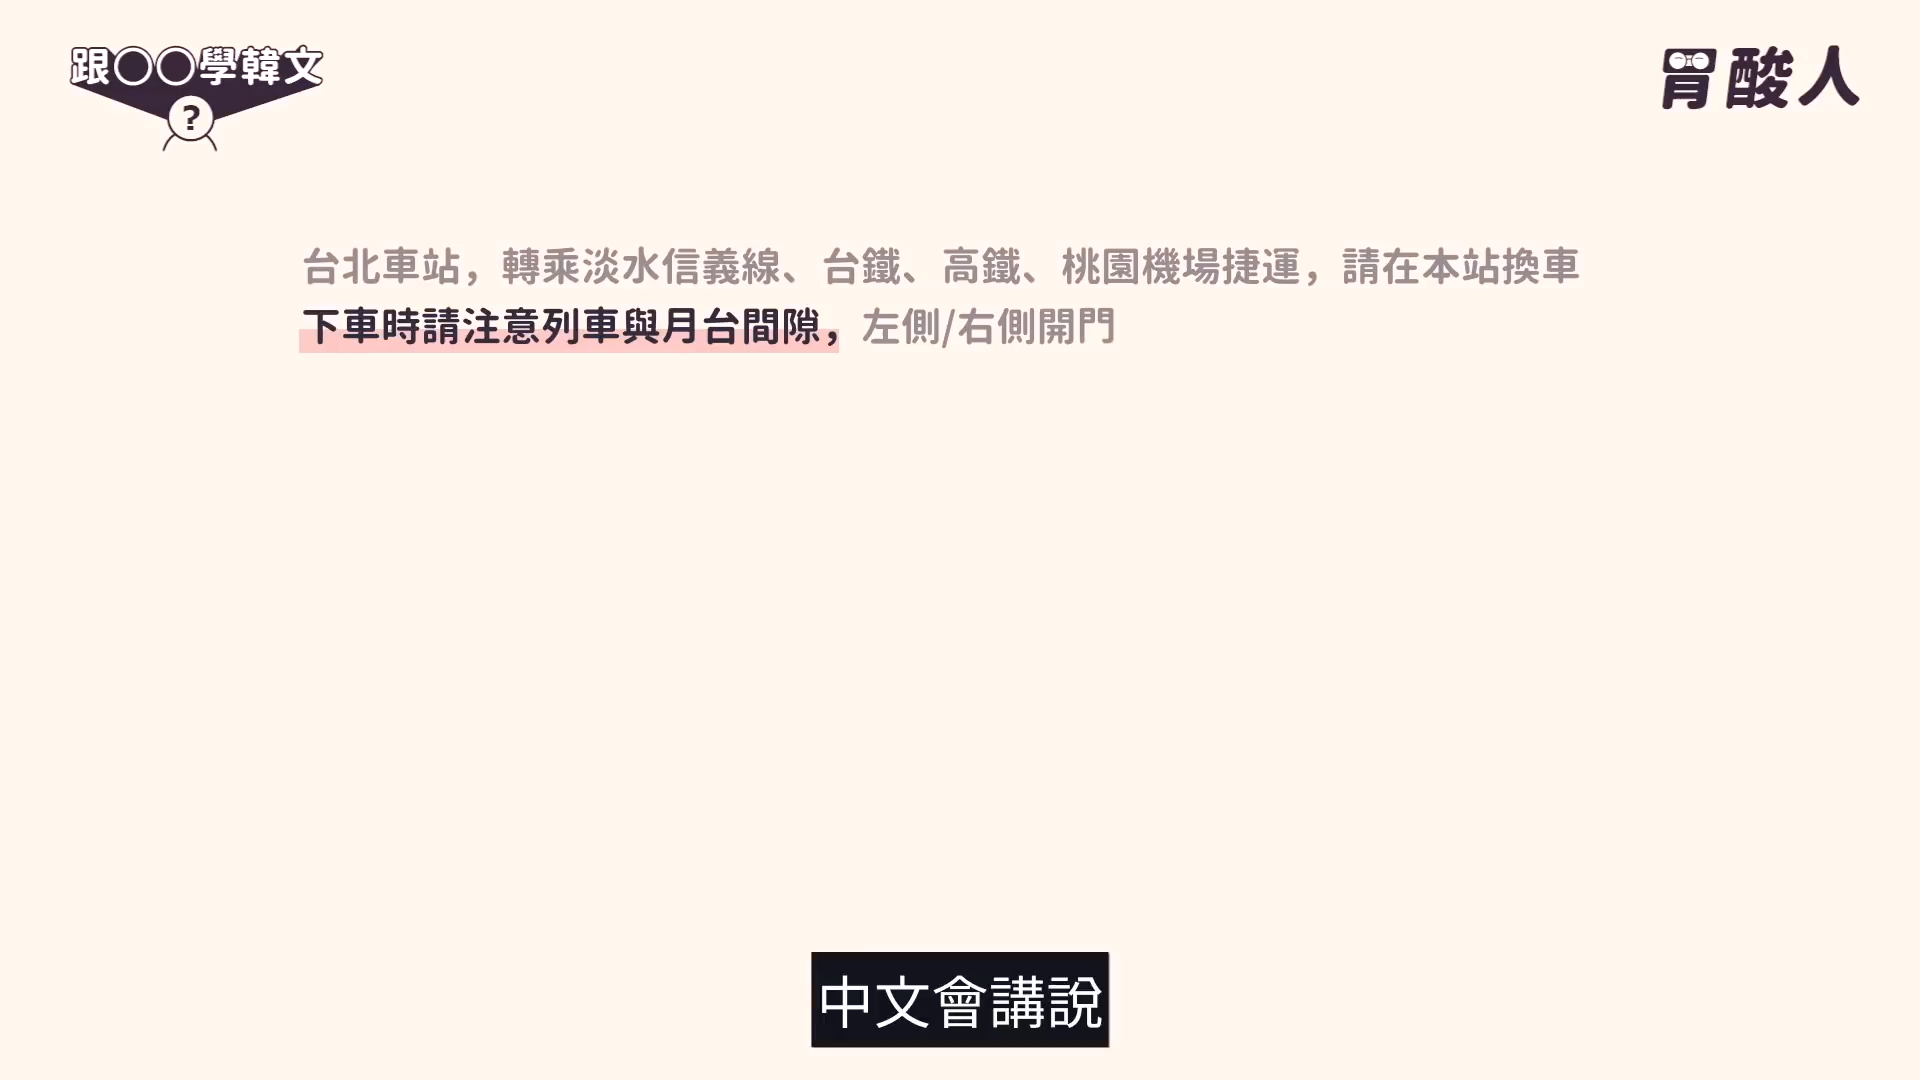 跟○○學韓文
?
胃酸人
台北車站，轉乘淡水信義線、台鐵、高鐵、桃園機場捷運，請在本站換車
下車時請注意列車與月台間隙，左側/右側開門
中文會講說